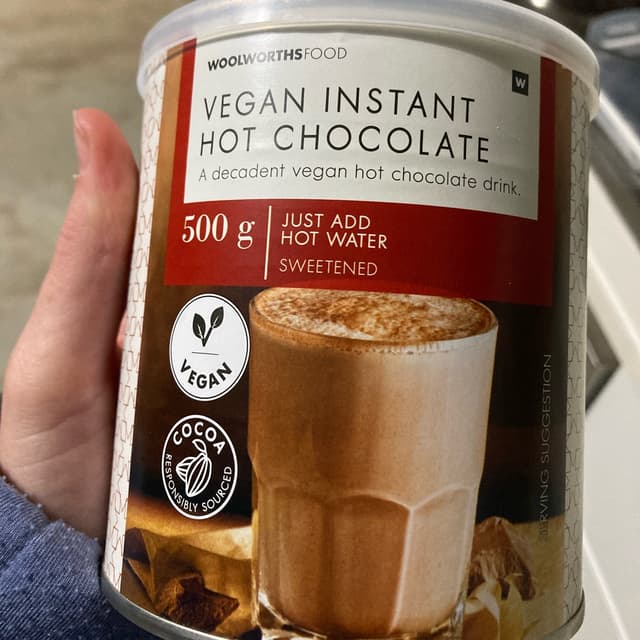 WOOLWORTHSFOOD
W
VEGAN INSTANT
HOT CHOCOLATE
A decadent vegan hot chocolate drink.
500 g
JUST ADD
HOT WATER
SWEETENED
VEGAN
COCOA
RESPONSIBLY SOURCED
SERVING SUGGESTION